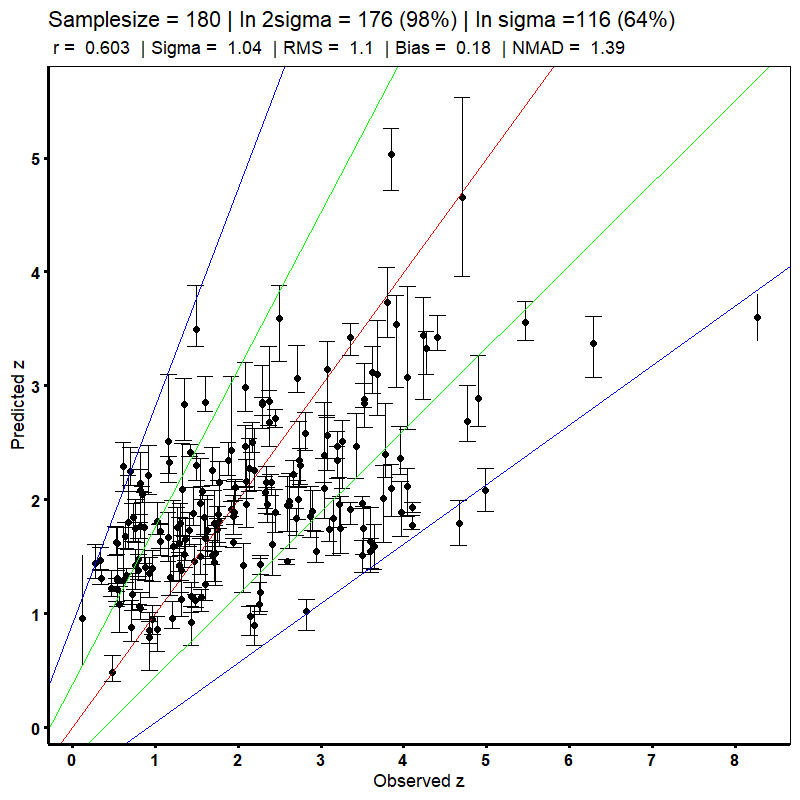 Samplesize = 180 | In 2sigma = 176 (98%) | In sigma =116 (64%)
r = 0.603 | Sigma = 1.04 | RMS = 1.1 | Bias = 0.18 | NMAD = 1.39
Predicted z
5
4
3
2
1
0
0 1 2 3 4 5 6 7 8
Observed z